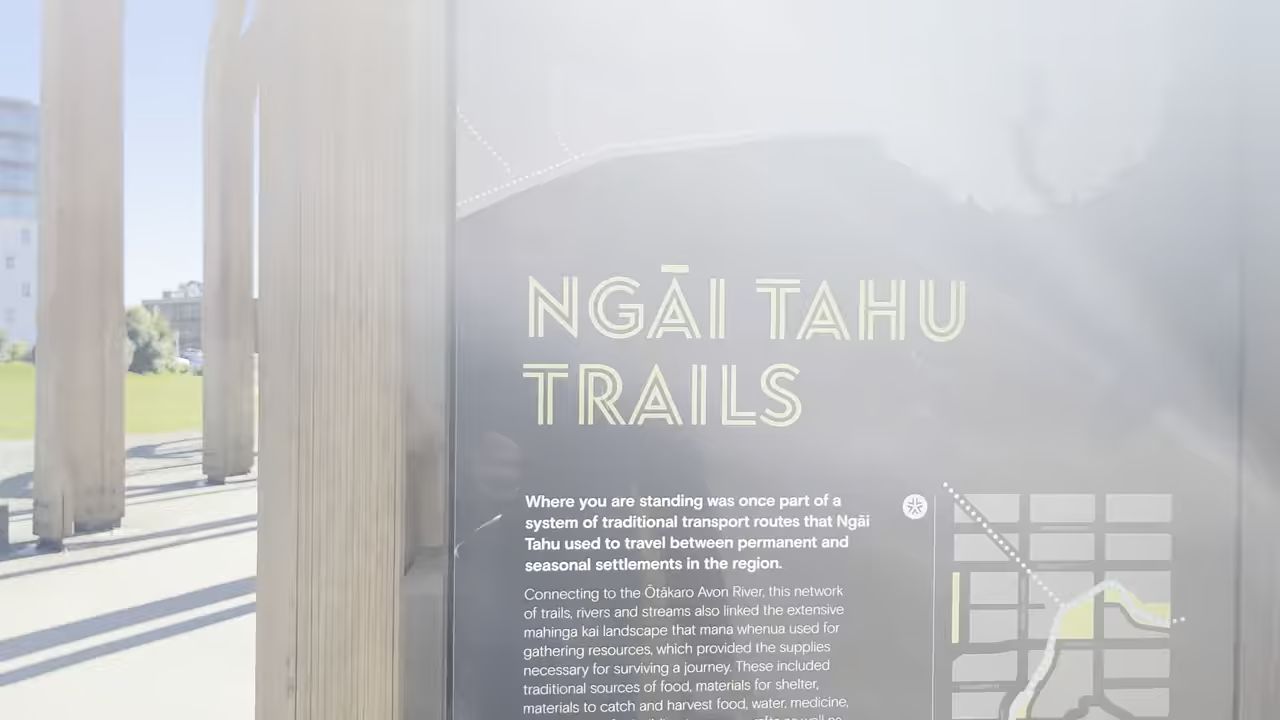 NGĀI TAHU
TRAILS
Where you are standing was once part of a
system of traditional transport routes that Ngāi
Tahu used to travel between permanent and
seasonal settlements in the region.
Connecting to the Ōtākaro Avon River, this network
of trails, rivers and streams also linked the extensive
mahinga kai landscape that mana whenua used for
gathering resources, which provided the supplies
necessary for surviving a journey. These included
traditional sources of food, materials for shelter,
materials to catch and harvest food, water, medicine,